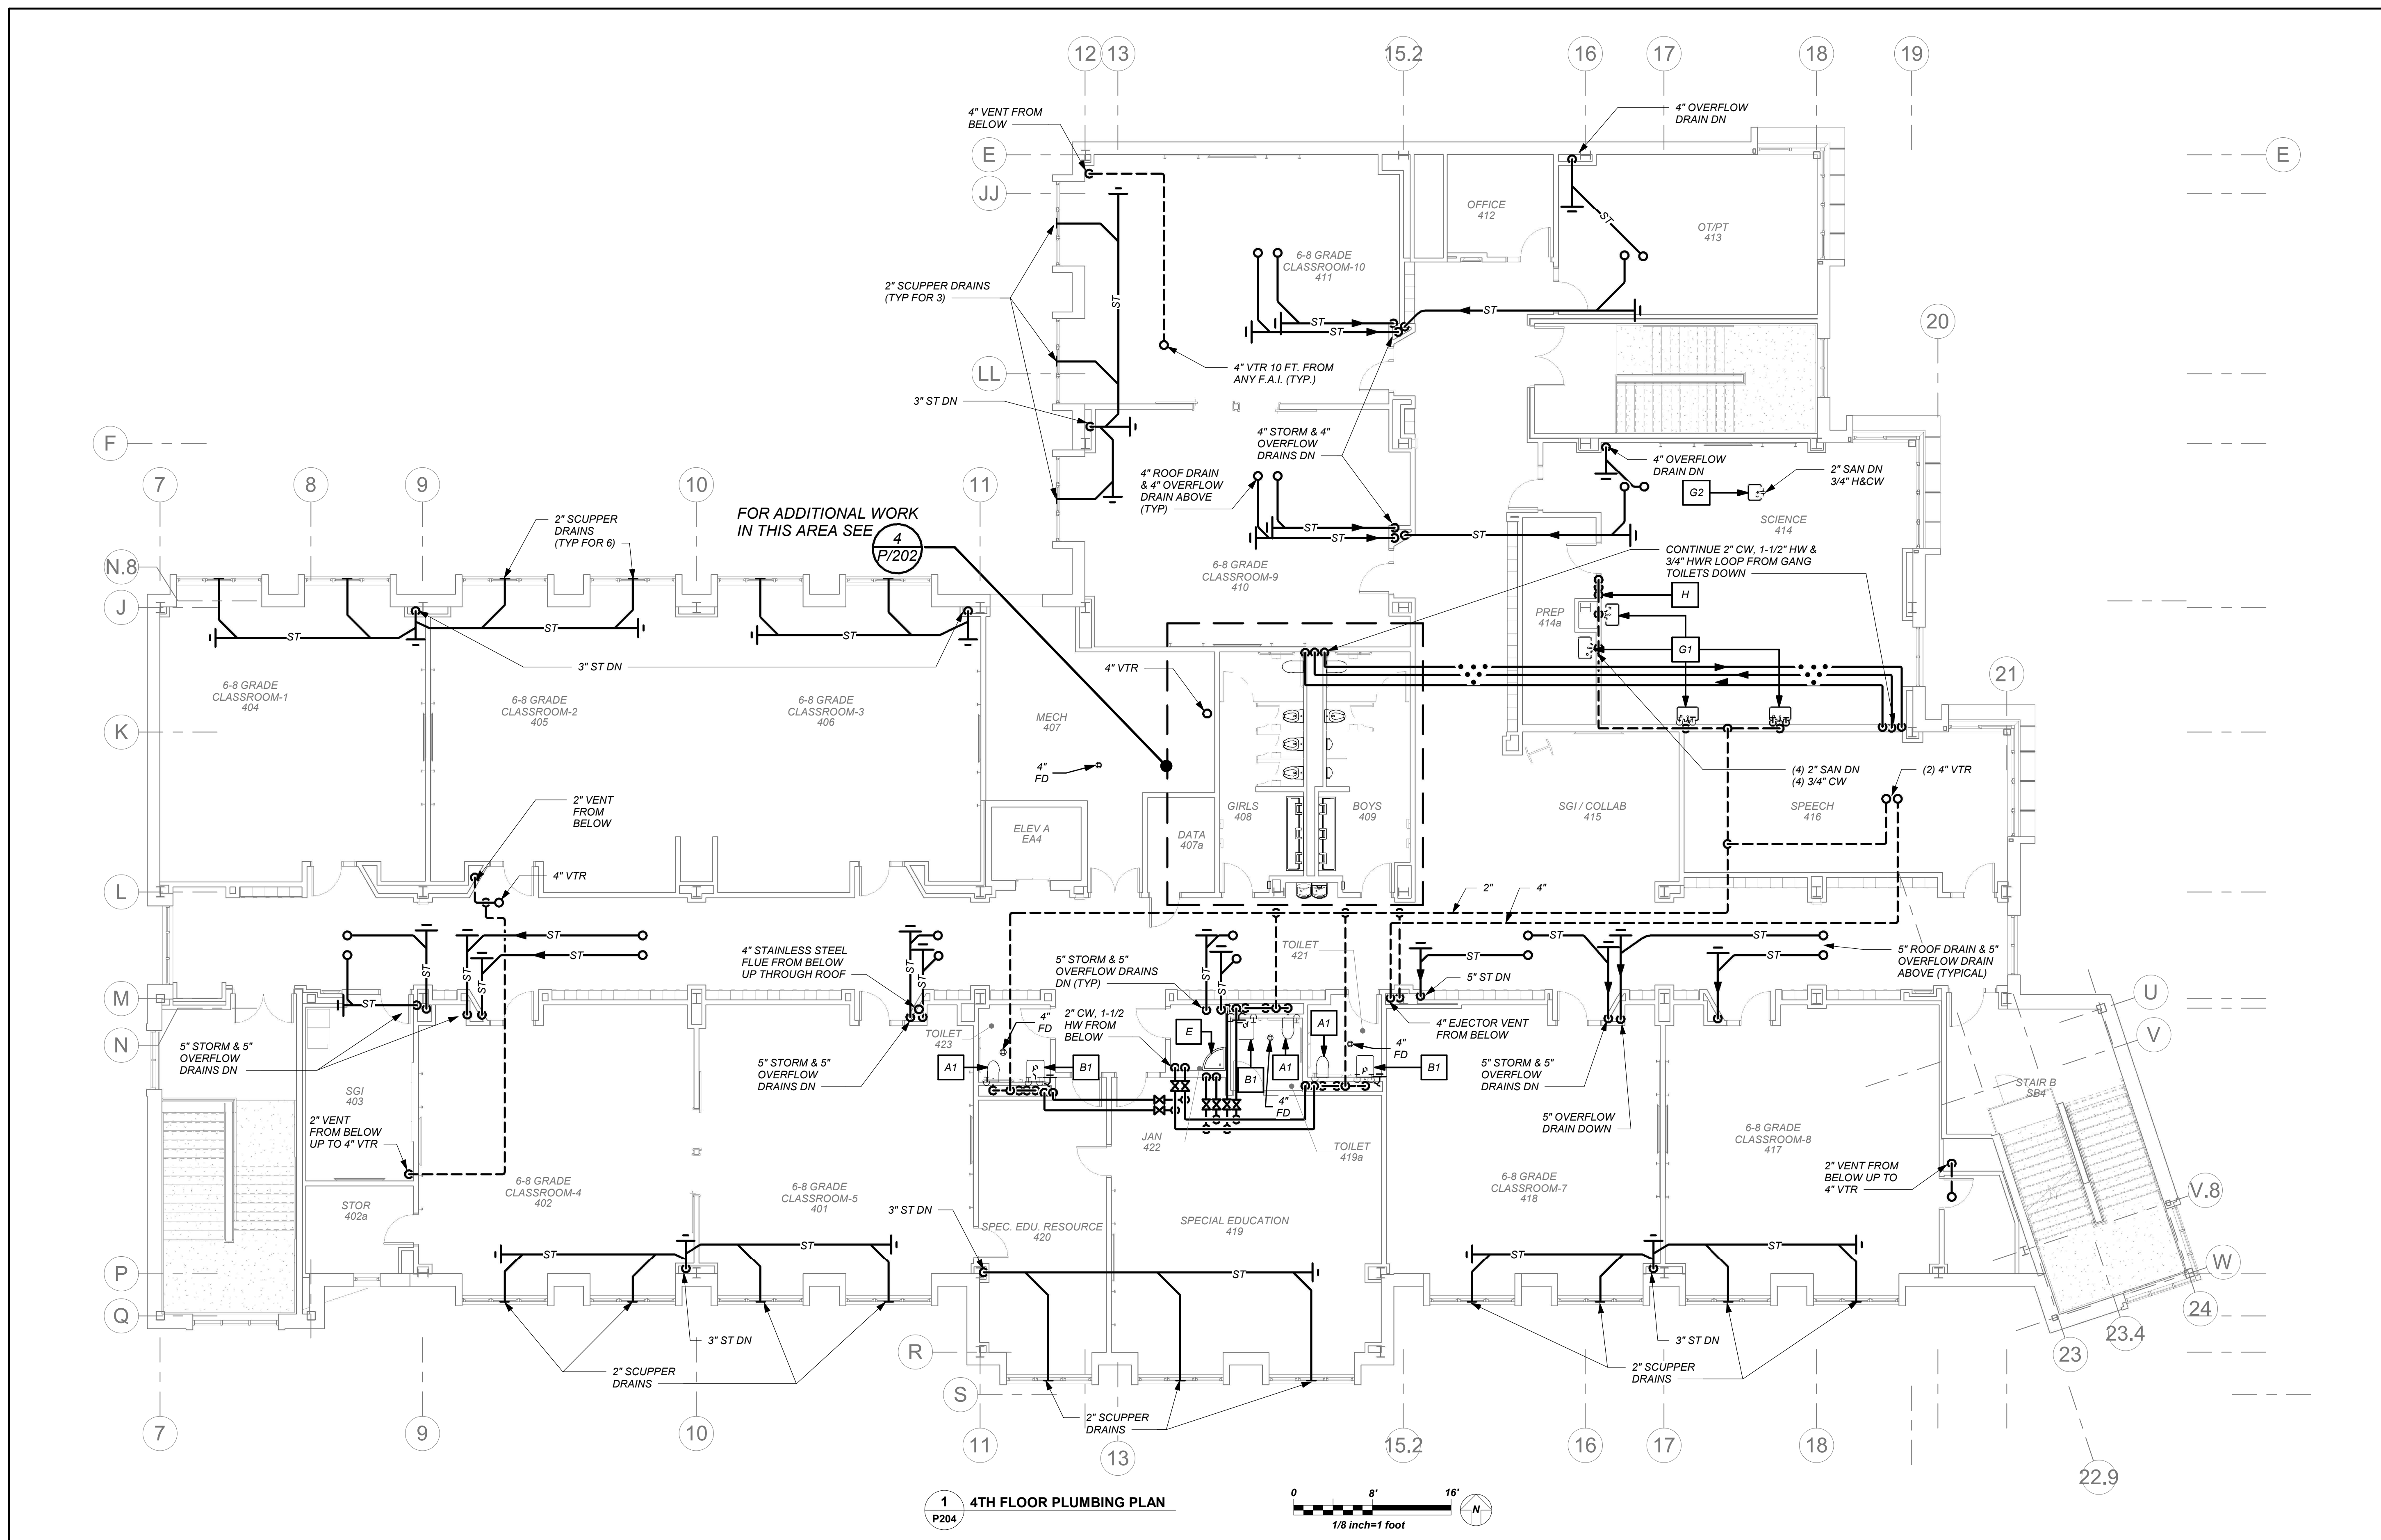 12
13
15.2
16
17
18
19
4" VENT FROM
BELOW
4" OVERFLOW
DRAIN DN
E
E
JJ
OFFICE
412
ST
OT/PT
413
6-8 GRADE
CLASSROOM-10
411
2" SCUPPER DRAINS
(TYP FOR 3)
ST
ST
ST
ST
20
4" VTR 10 FT. FROM
ANY F.A.I. (TYP.)
LL
3" ST DN
F
4" STORM & 4"
OVERFLOW
DRAINS DN
4" OVERFLOW
DRAIN DN
2" SAN DN
3/4" H&CW
G2
4" ROOF DRAIN
& 4" OVERFLOW
DRAIN ABOVE
(TYP)
7
8
9
10
11
FOR ADDITIONAL WORK
IN THIS AREA SEE
4
P/202
2" SCUPPER
DRAINS
(TYP FOR 6)
SCIENCE
414
ST
ST
ST
CONTINUE 2" CW, 1-1/2" HW &
3/4" HWR LOOP FROM GANG
TOILETS DOWN
N.8
6-8 GRADE
CLASSROOM-9
410
J
H
PREP
414a
ST
ST
ST
G1
3" ST DN
4" VTR
21
6-8 GRADE
CLASSROOM-1
404
6-8 GRADE
CLASSROOM-2
405
6-8 GRADE
CLASSROOM-3
406
MECH
407
K
4"
FD
(4) 2" SAN DN
(4) 3/4" CW
(2) 4" VTR
2" VENT
FROM
BELOW
GIRLS
408
BOYS
409
SGI / COLLAB
415
SPEECH
416
ELEV A
EA4
DATA
407a
L
4" VTR
2"
4"
ST
ST
ST
ST
ST
ST
ST
ST
ST
ST
ST
ST
ST
ST
4" STAINLESS STEEL
FLUE FROM BELOW
UP THROUGH ROOF
5" STORM & 5"
OVERFLOW DRAINS
DN (TYP)
TOILET
421
5" ST DN
5" ROOF DRAIN & 5"
OVERFLOW DRAIN
ABOVE (TYPICAL)
M
U
N
V
TOILET
423
4"
FD
2" CW, 1-1/2
HW FROM
BELOW
E
A1
4" EJECTOR VENT
FROM BELOW
5" STORM & 5"
OVERFLOW
DRAINS DN
5" STORM & 5"
OVERFLOW
DRAINS DN
A1
B1
B1
A1
4"
FD
B1
5" STORM & 5"
OVERFLOW
DRAINS DN
SGI
403
4"
FD
STAIR B
SB4
2" VENT
FROM BELOW
UP TO 4" VTR
JAN
422
TOILET
419a
5" OVERFLOW
DRAIN DOWN
6-8 GRADE
CLASSROOM-8
417
2" VENT FROM
BELOW UP TO
4" VTR
6-8 GRADE
CLASSROOM-4
402
6-8 GRADE
CLASSROOM-5
401
6-8 GRADE
CLASSROOM-7
418
V.8
STOR
402a
3" ST DN
SPEC. EDU. RESOURCE
420
SPECIAL EDUCATION
419
ST
ST
ST
ST
ST
P
W
Q
24
3" ST DN
3" ST DN
R
23.4
23
2" SCUPPER
DRAINS
2" SCUPPER
DRAINS
S
2" SCUPPER
DRAINS
7
9
10
11
13
15.2
16
17
18
22.9
1
P204
4TH FLOOR PLUMBING PLAN
0
8'
16'
1/8 inch=1 foot
N